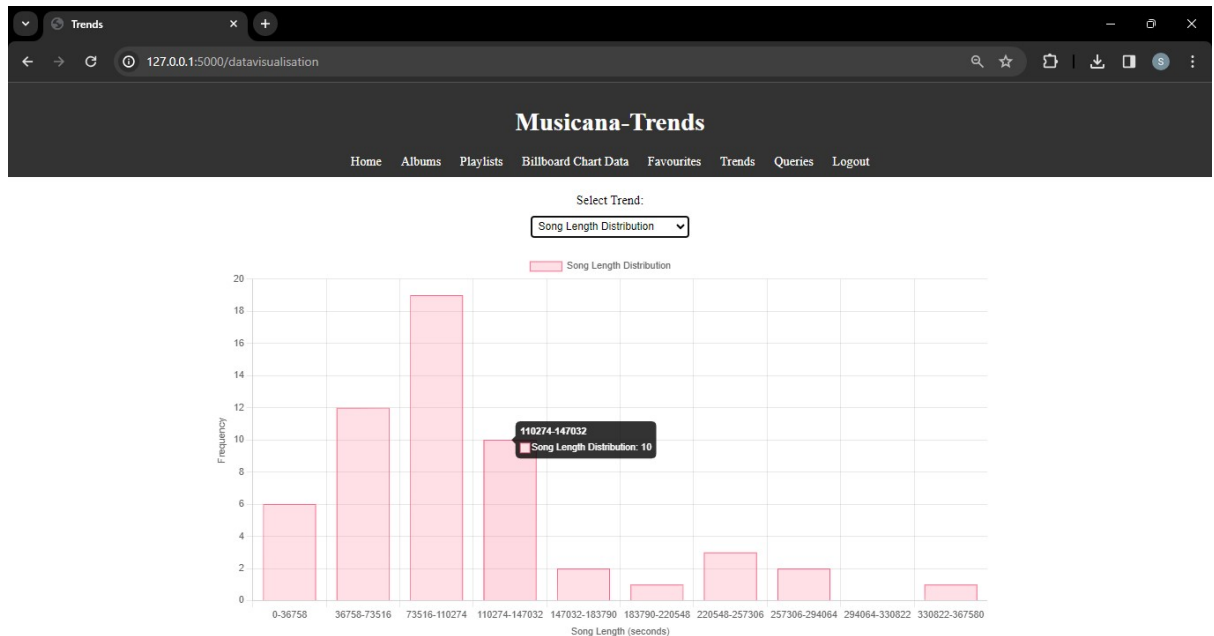 Trends
127.0.0.1:5000/datavisualisation
S
Musicana-Trends
Home Albums Playlists Billboard Chart Data Favourites Trends Queries Logout
Select Trend:
Song Length Distribution
Song Length Distribution
20
18
16
14
12
10
8
6
4
2
0
Frequency
110274-147032
Song Length Distribution: 10
0-36758 36758-73516 73516-110274 110274-147032 147032-183790 183790-220548 220548-257306 257306-294064 294064-330822 330822-367580
Song Length (seconds)